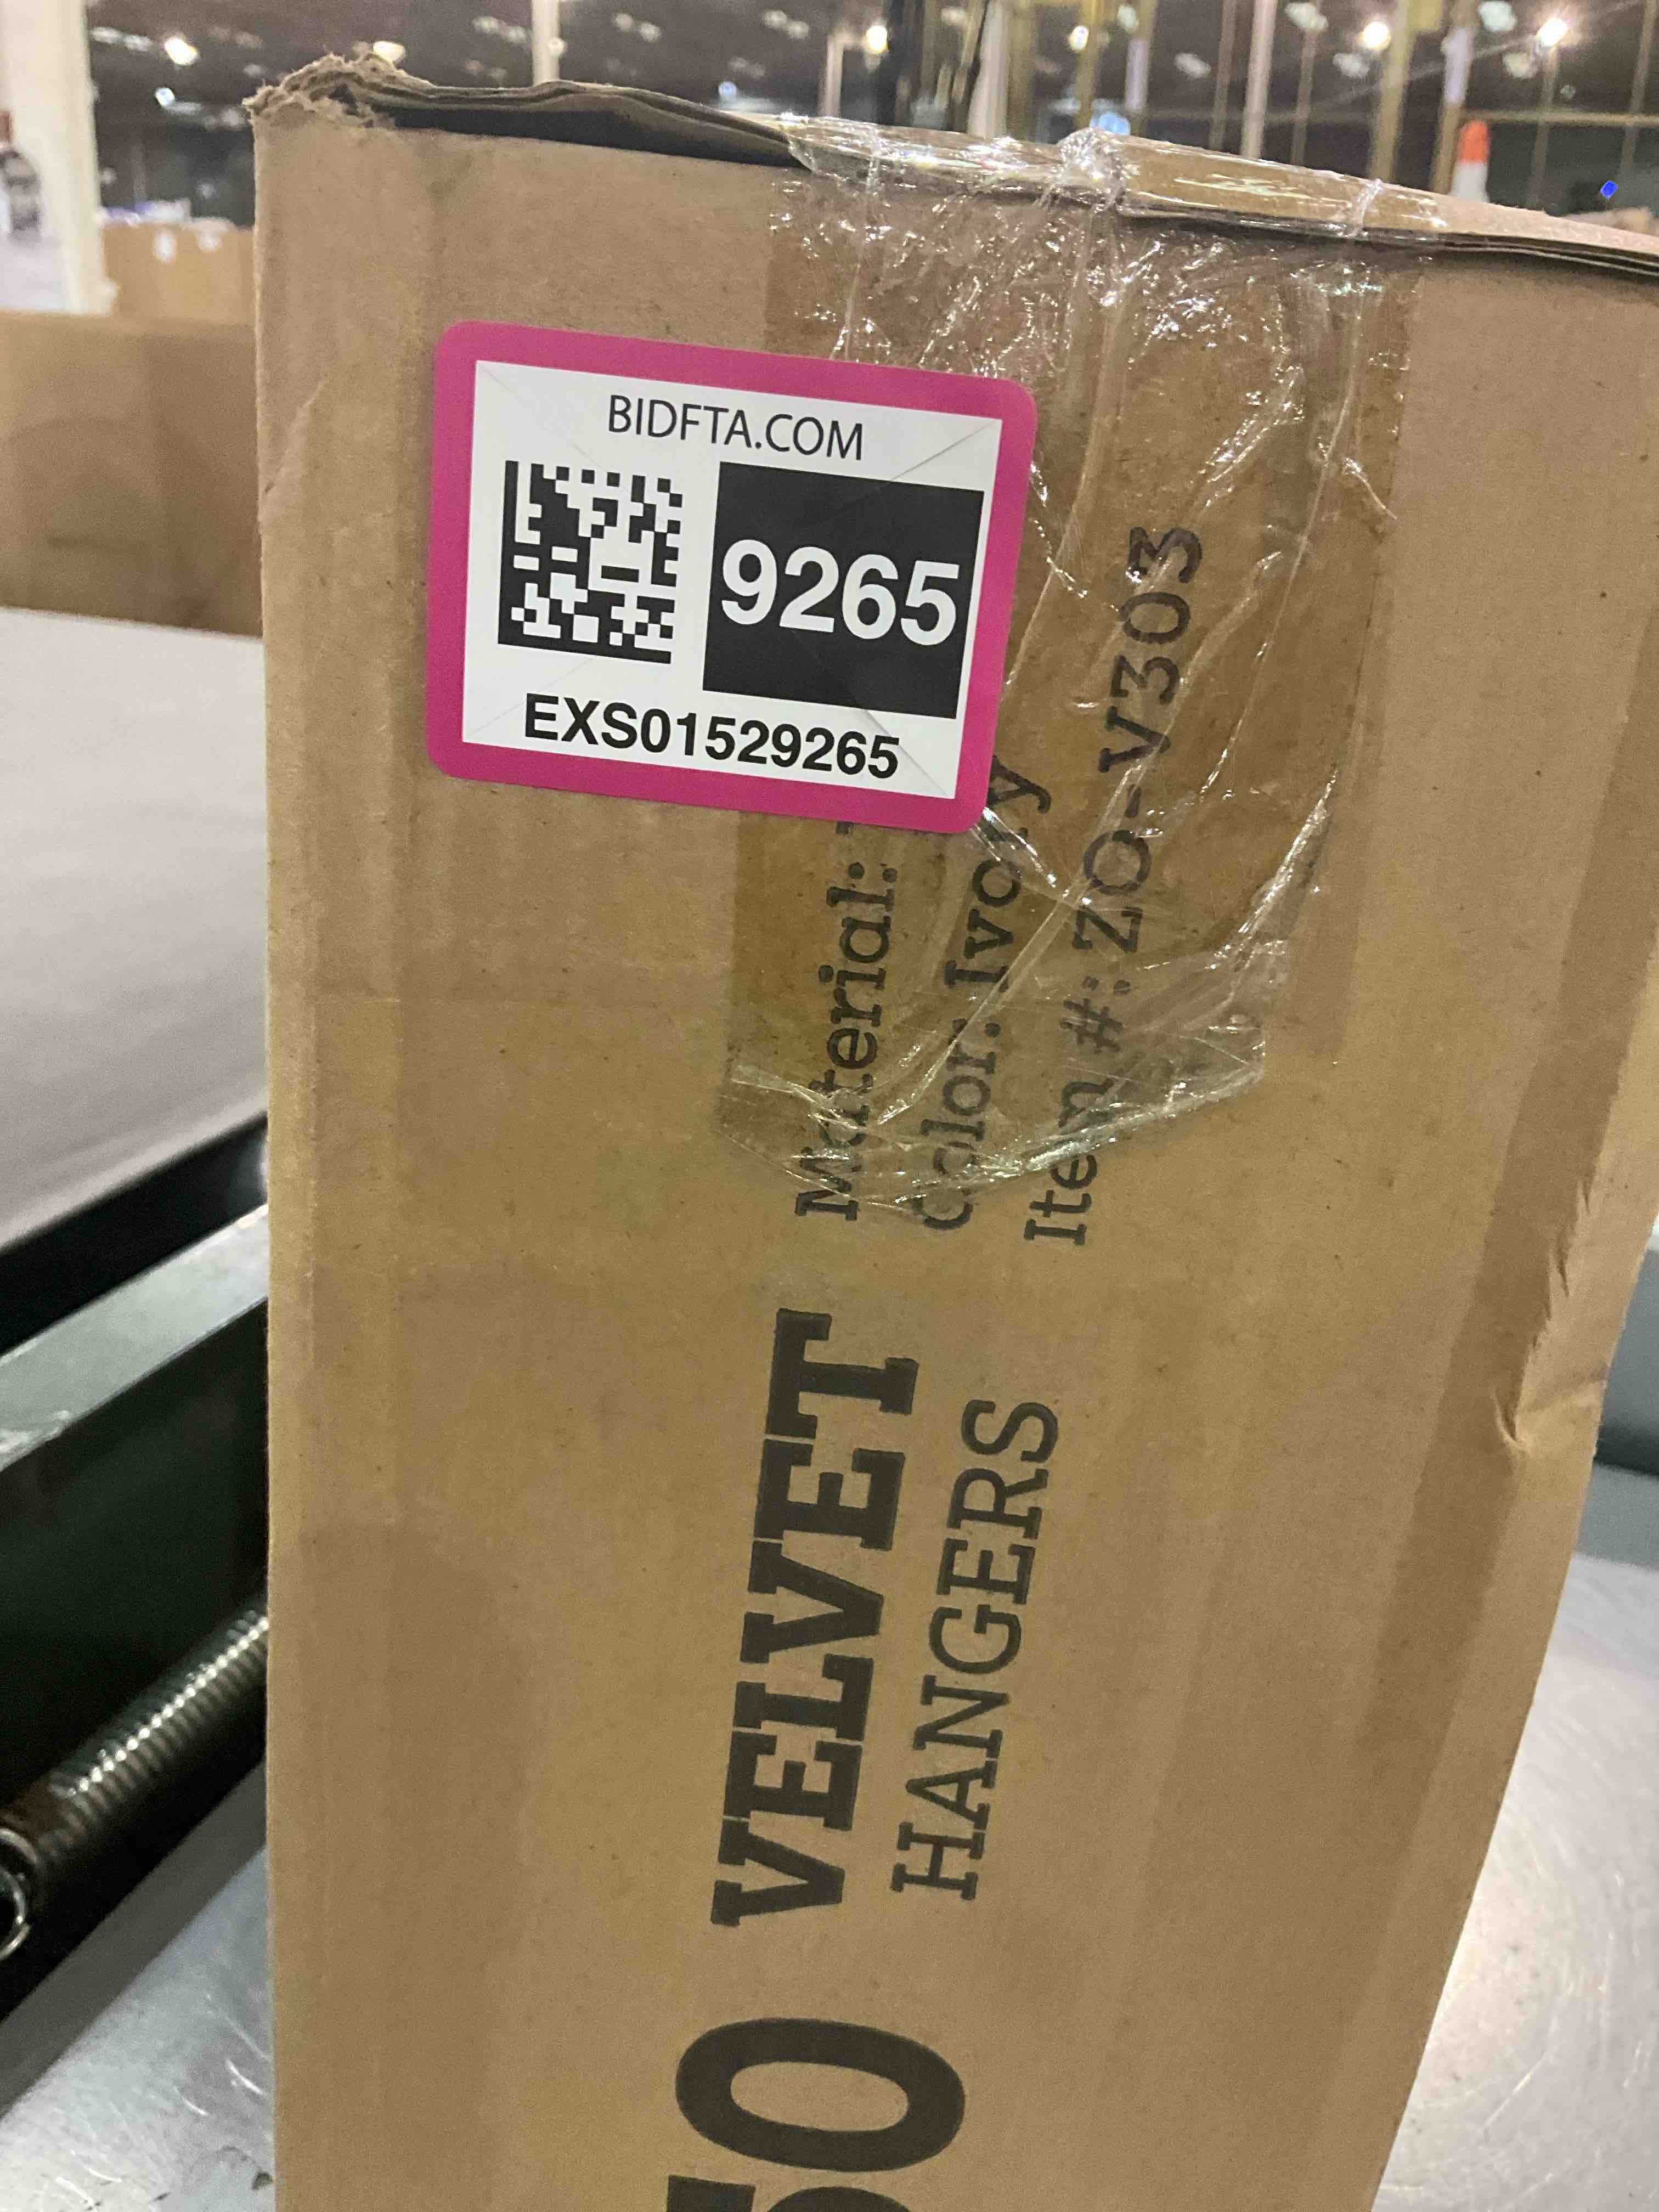 BIDFTA.COM
9265
EXS01529265
Material:
Color: Ivory
Item #: ZO-V303
50 VELVET
HANGERS